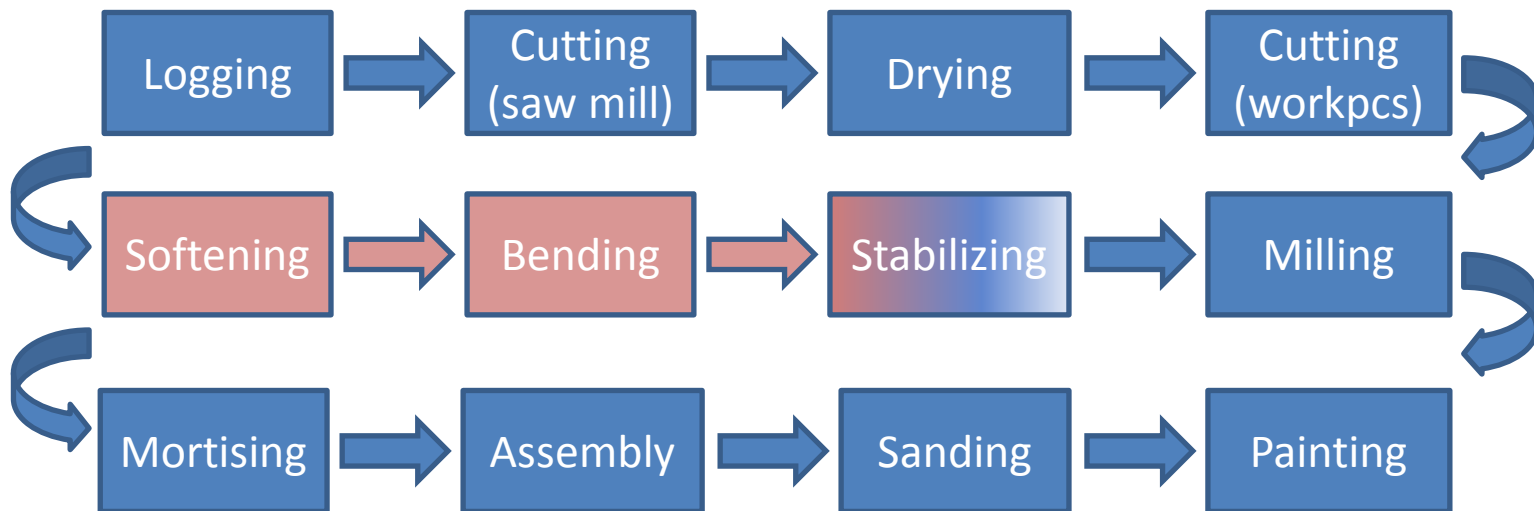 Logging
Cutting
(saw mill)
Drying
Cutting
(workpcs)
Softening
Bending
Stabilizing
Milling
Mortising
Assembly
Sanding
Painting